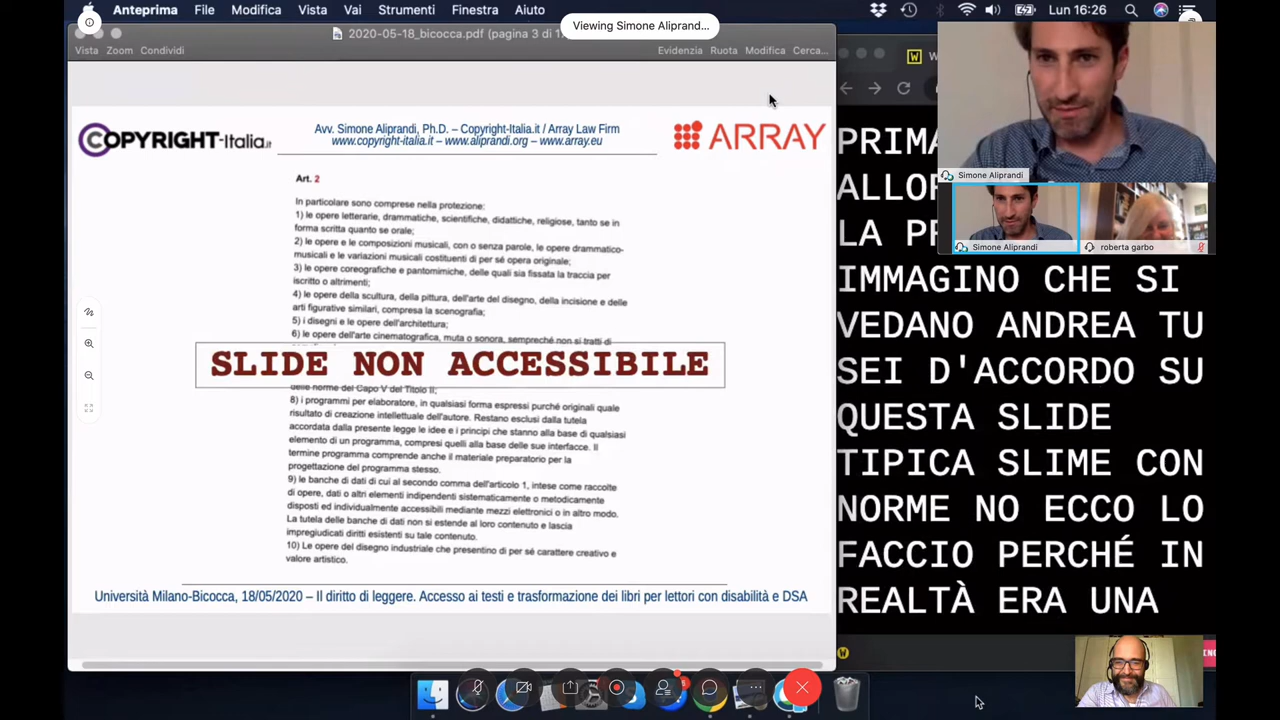 Anteprima File Modifica Vista Vai Strumenti Finestra Aiuto
Viewing Simone Aliprand...
Lun 16:26
2020-05-18_bicocca.pdf (pagina 3 di
Vista Zoom Condividi
Evidenzia Ruota Modifica Cerca...
COPYRIGHT-Italia.it
Avv. Simone Aliprandi, Ph.D. – Copyright-Italia.it / Array Law Firm
www.copyright-italia.it – www.aliprandi.org – www.array.eu
ARRAY
Art. 2
In particolare sono comprese nella protezione:
1) le opere letterarie, drammatiche, scientifiche, didattiche, religiose, tanto se in
forma scritta quanto se orale;
2) le opere e le composizioni musicali, con o senza parole, le opere drammatico-
musicali e le variazioni musicali costituenti di per sé opera originale;
3) le opere coreografiche e pantomimiche, delle quali sia fissata la traccia per
iscritto o altrimenti;
4) le opere della scultura, della pittura, dell'arte del disegno, della incisione e delle
arti figurative similari, compresa la scenografia;
5) i disegni e le opere dell'architettura;
6) le opere dell'arte cinematografica, muta o sonora, sempreché non si tratti di
SLIDE NON ACCESSIBILE
delle norme del Capo V del Titolo II;
8) i programmi per elaboratore, in qualsiasi forma espressi purché originali quale
risultato di creazione intellettuale dell'autore. Restano esclusi dalla tutela
accordata dalla presente legge le idee e i principi che stanno alla base di qualsiasi
elemento di un programma, compresi quelli alla base delle sue interfacce. Il
termine programma comprende anche il materiale preparatorio per la
progettazione del programma stesso.
9) le banche di dati di cui al secondo comma dell'articolo 1, intese come raccolte
di opere, dati o altri elementi indipendenti sistematicamente o metodicamente
disposti ed individualmente accessibili mediante mezzi elettronici o in altro modo.
La tutela delle banche di dati non si estende al loro contenuto e lascia
impregiudicati diritti esistenti su tale contenuto.
10) Le opere del disegno industriale che presentino di per sé carattere creativo e
valore artistico.
Università Milano-Bicocca, 18/05/2020 – Il diritto di leggere. Accesso ai testi e trasformazione dei libri per lettori con disabilità e DSA
Simone Aliprandi
Simone Aliprandi
roberta garbo
PRIMA
LA
IMMAGINO CHE SI
VEDANO ANDREA TU
SEI D'ACCORDO SU
QUESTA SLIDE
TIPICA SLIME CON
NORME NO ECCO LO
FACCIO PERCHÉ IN
REALTÀ ERA UNA